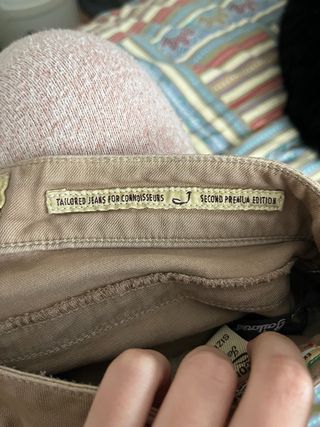 TAILORED JEANS FOR CONNOISSEURS J SECOND PREMIUM EDITION